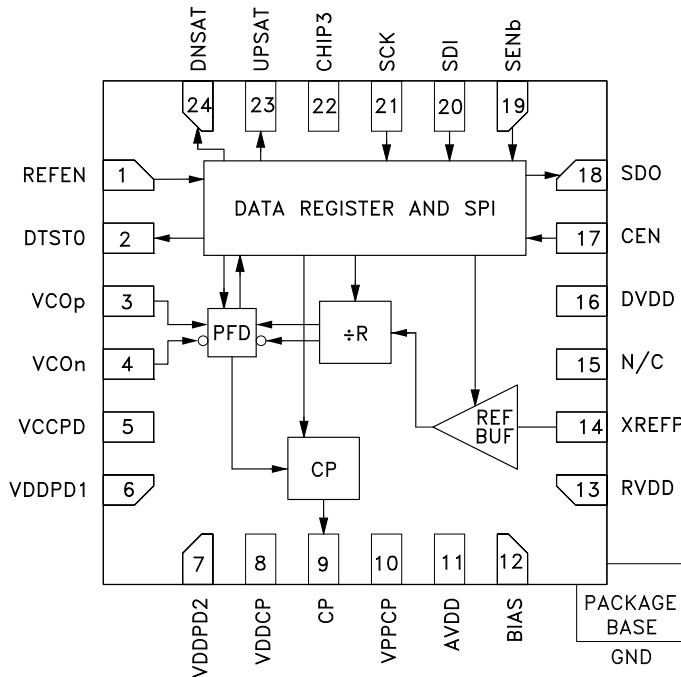 DNSAT
UPSAT
CHIP3
SCK
SDI
SENb
24
23
22
21
20
19
REFEN
1
DATA REGISTER AND SPI
18
SDO
DTST0
2
17
CEN
VCOp
3
PFD
÷R
16
DVDD
VCOn
4
15
N/C
VCCPD
5
REF
BUF
14
XREFP
VDDPD1
6
CP
13
RVDD
7
8
9
10
11
12
VDDPD2
VDDCP
CP
VPPCP
AVDD
BIAS
PACKAGE
BASE
GND